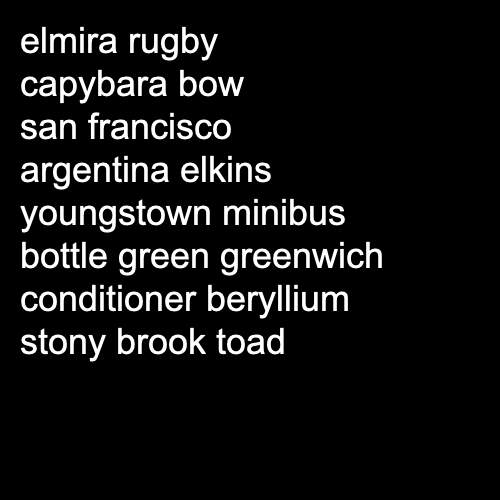 elmira rugby
capybara bow
san francisco
argentina elkins
youngstown minibus
bottle green greenwich
conditioner beryllium
stony brook toad